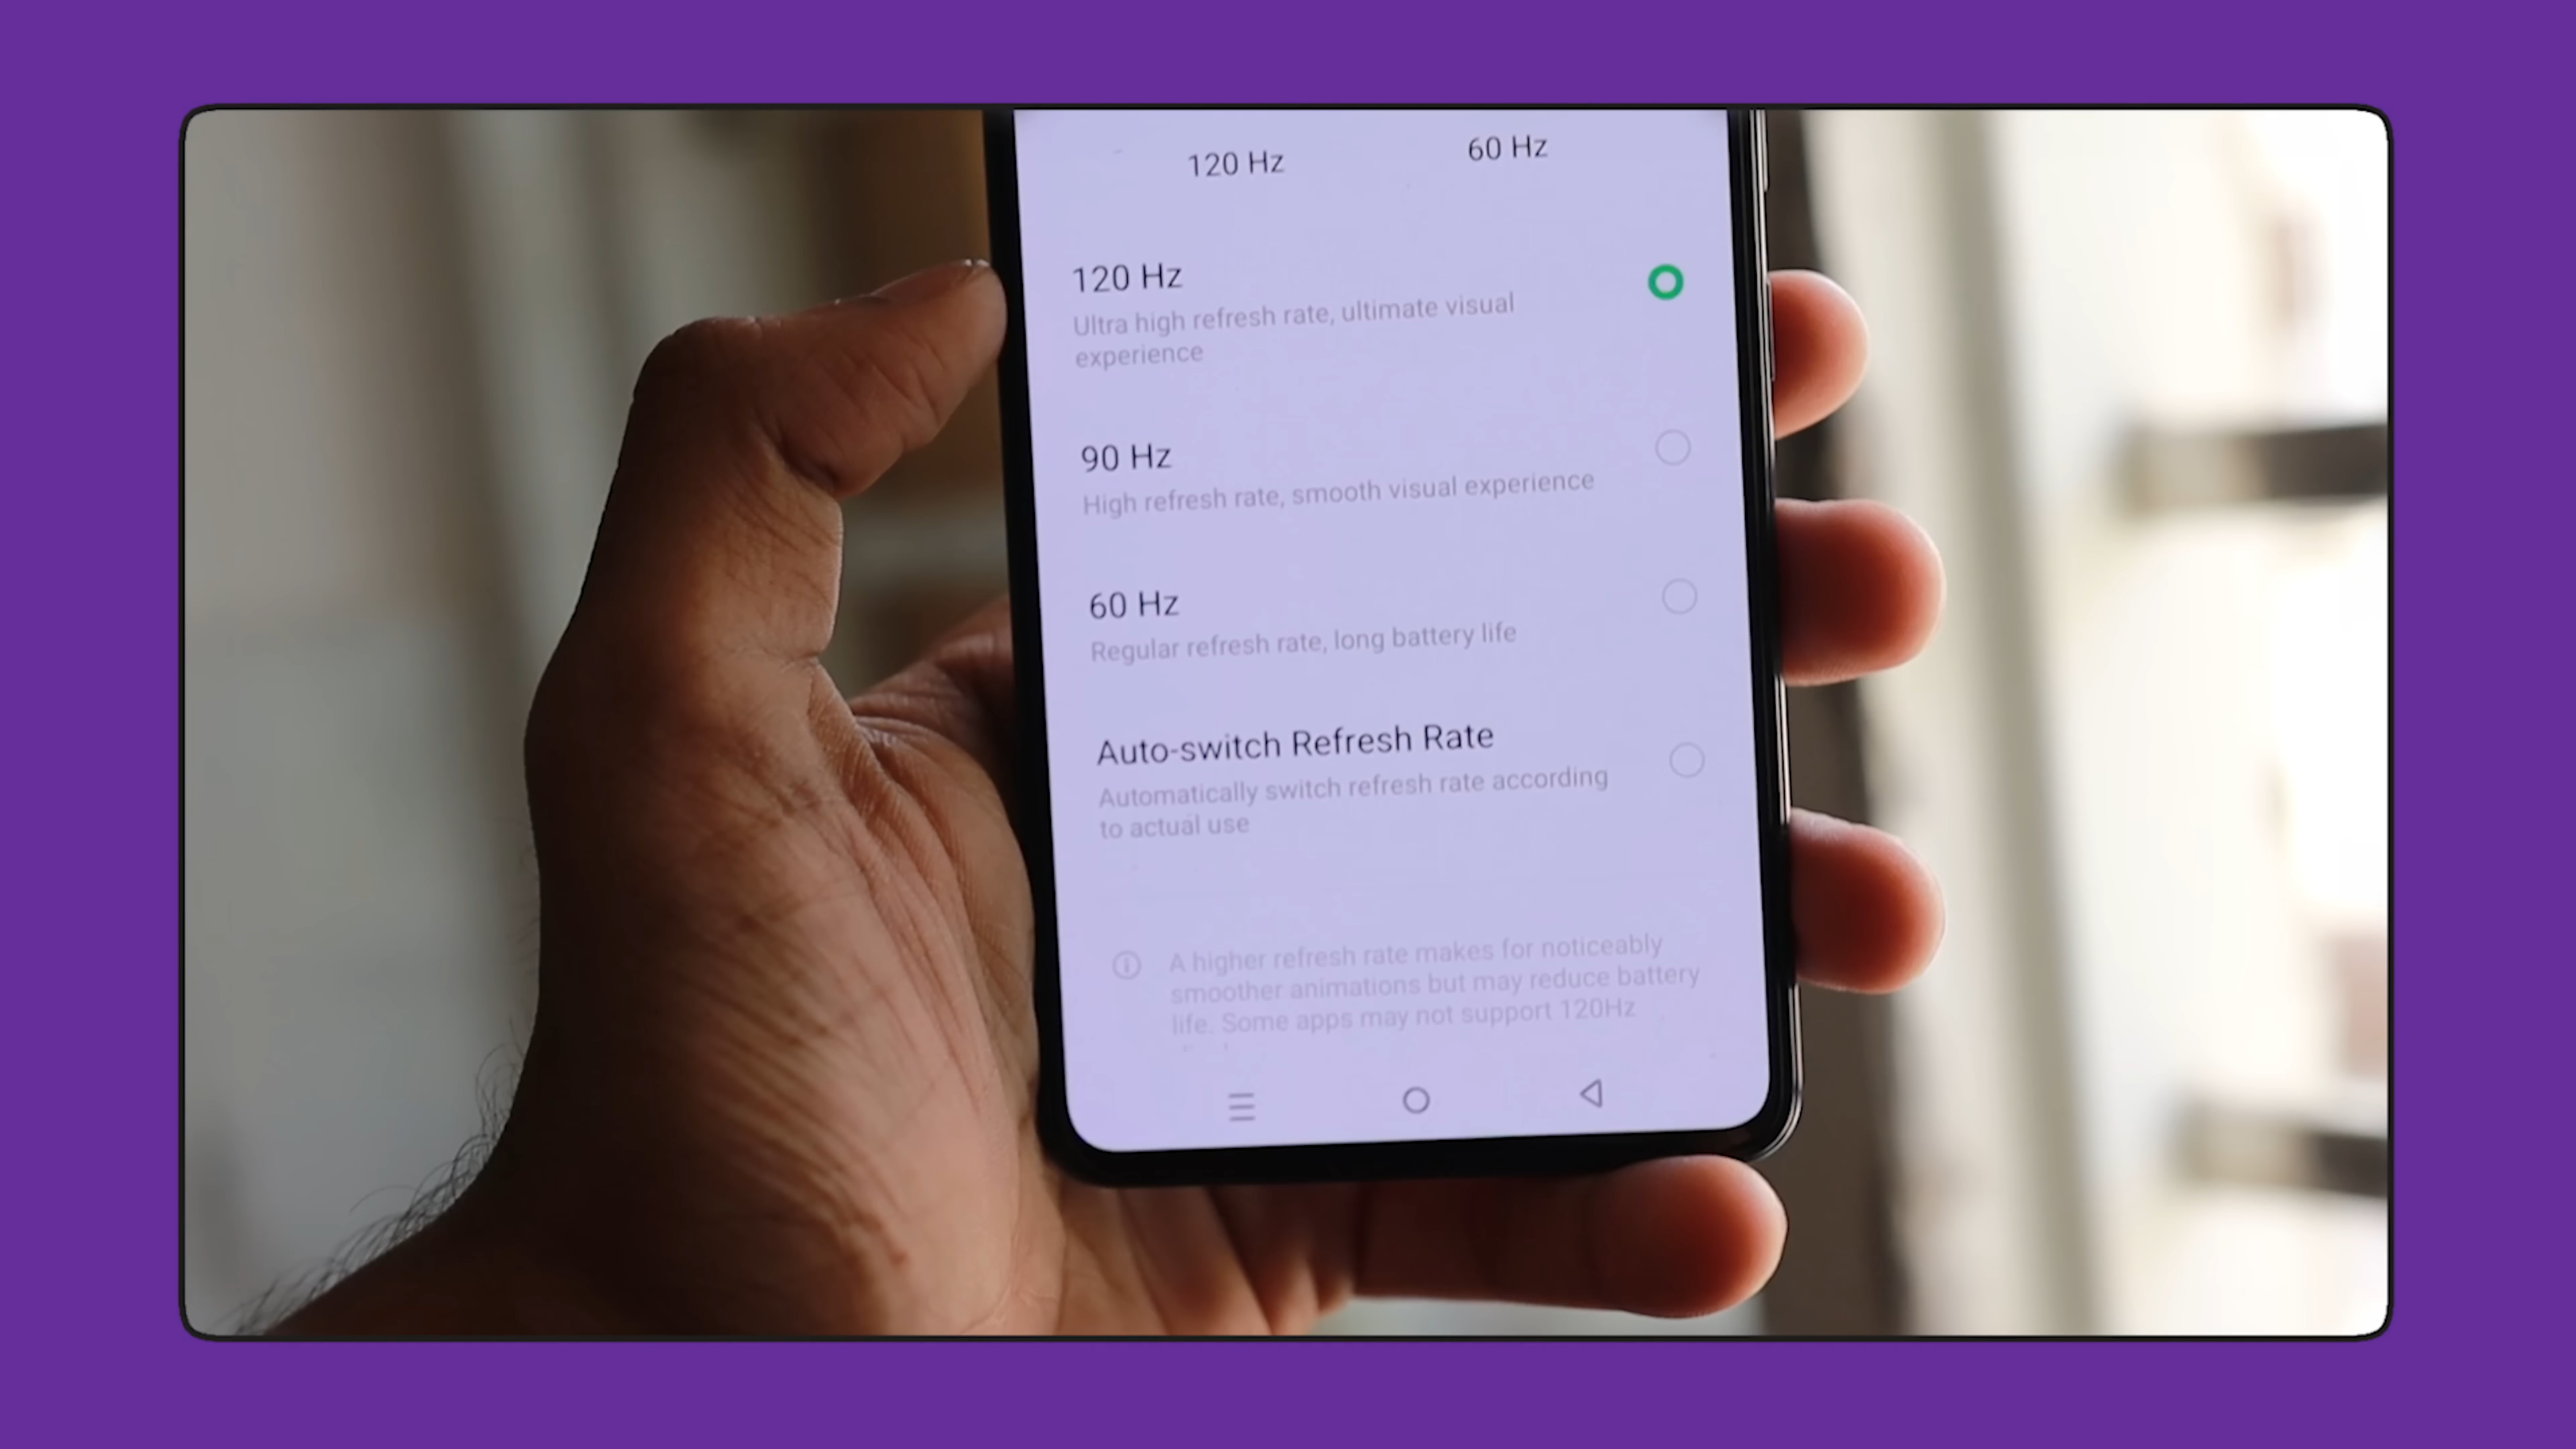 120 Hz 60 Hz
120 Hz
Ultra high refresh rate, ultimate visual
experience
90 Hz
High refresh rate, smooth visual experience
60 Hz
Regular refresh rate, long battery life
Auto-switch Refresh Rate
Automatically switch refresh rate according
to actual use
A higher refresh rate makes for noticeably
smoother animations but may reduce battery
life. Some apps may not support 120Hz